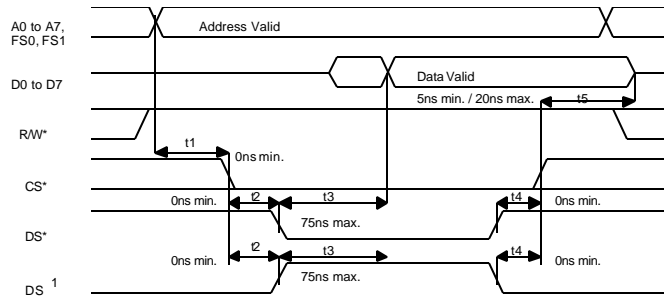 A0 to A7,
FS0, FS1
Address Valid
D0 to D7
Data Valid
5ns min. / 20ns max.
t5
R/W*
t1
0ns min.
CS*
0ns min.
t2
t3
t4
0ns min.
75ns max.
DS*
t2
t3
t4
0ns min.
0ns min.
75ns max.
DS 1